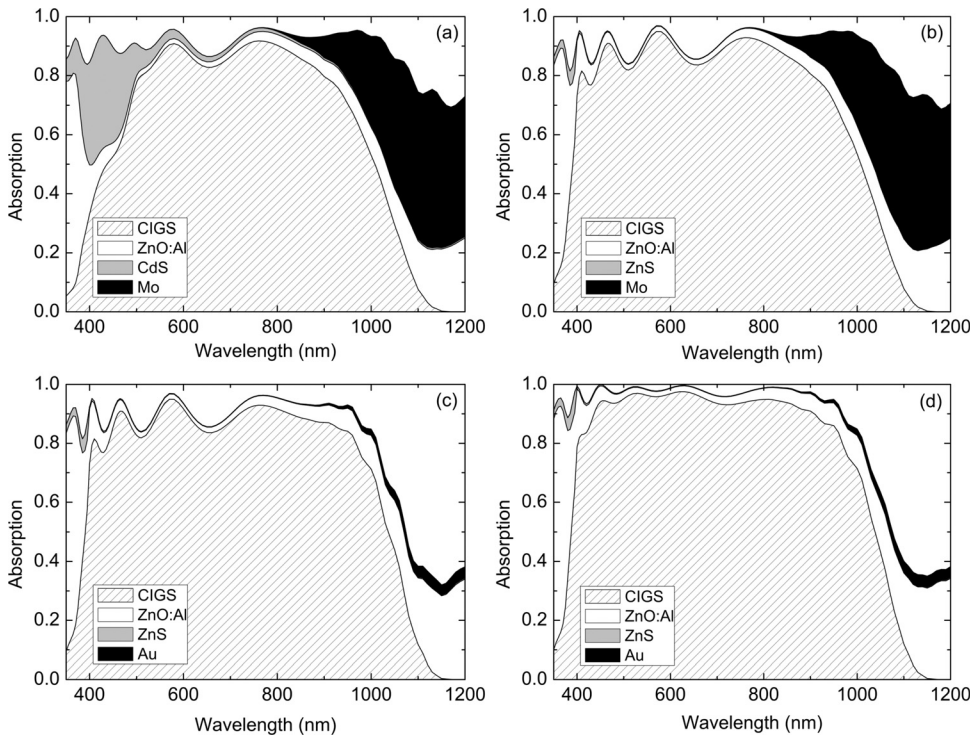 (a)
1.0
0.8
0.6
0.4
0.2
0.0
Absorption
CIGS
ZnO:Al
CdS
Mo
400 600 800 1000 1200
Wavelength (nm)
(b)
1.0
0.8
0.6
0.4
0.2
0.0
Absorption
CIGS
ZnO:Al
ZnS
Mo
400 600 800 1000 1200
Wavelength (nm)
(c)
1.0
0.8
0.6
0.4
0.2
0.0
Absorption
CIGS
ZnO:Al
ZnS
Au
400 600 800 1000 1200
Wavelength (nm)
(d)
1.0
0.8
0.6
0.4
0.2
0.0
Absorption
CIGS
ZnO:Al
ZnS
Au
400 600 800 1000 1200
Wavelength (nm)